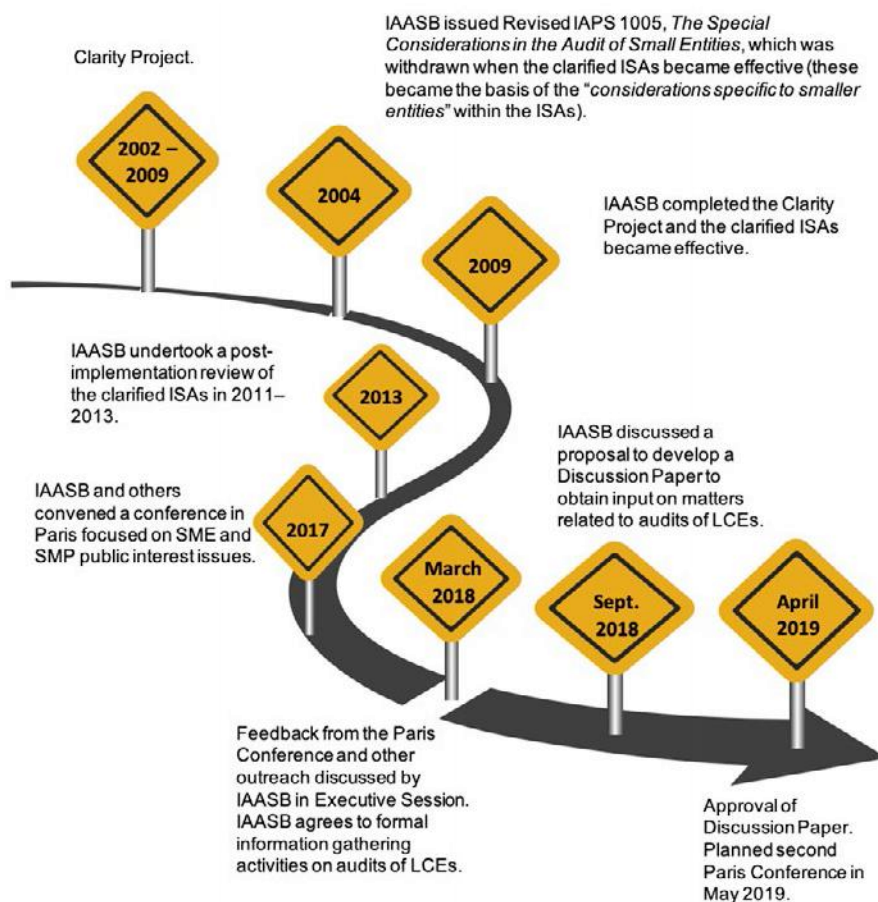 Clarity Project.
2002 –
2009
IAASB issued Revised IAPS 1005, The Special
Considerations in the Audit of Small Entities, which was
withdrawn when the clarified ISAs became effective (these
became the basis of the “considerations specific to smaller
entities” within the ISAs).
2004
IAASB completed the Clarity
Project and the clarified ISAs
became effective.
2009
IAASB undertook a post-
implementation review of
the clarified ISAs in 2011–
2013.
2013
IAASB and others
convened a conference in
Paris focused on SME and
SMP public interest issues.
2017
March
2018
Feedback from the Paris
Conference and other
outreach discussed by
IAASB in Executive Session.
IAASB agrees to formal
information gathering
activities on audits of LCEs.
IAASB discussed a
proposal to develop a
Discussion Paper to
obtain input on matters
related to audits of LCEs.
Sept.
2018
April
2019
Approval of
Discussion Paper.
Planned second
Paris Conference in
May 2019.